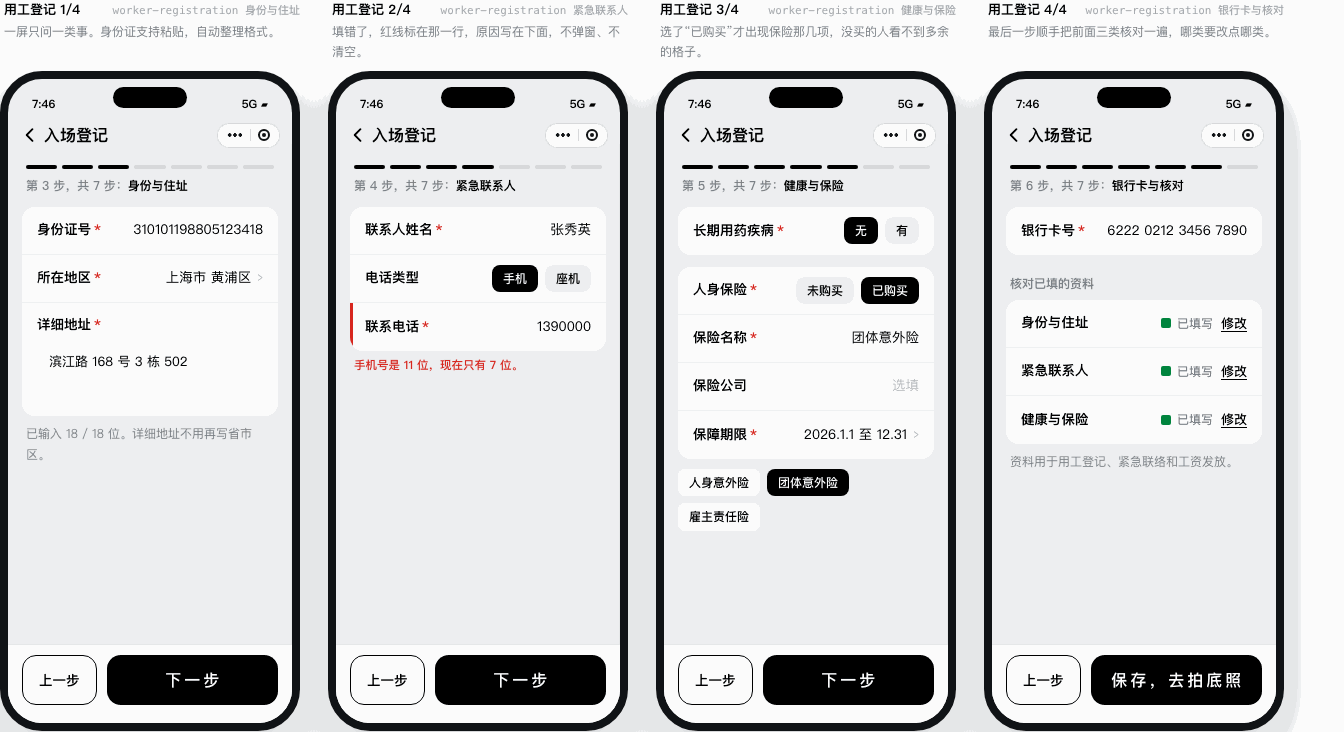 用工登记 1/4 worker-registration 身份与住址
一屏只问一类事。身份证支持粘贴，自动整理格式。
7:46 5G
入场登记
第 3 步，共 7 步：身份与住址
身份证号 * 310101198805123418
所在地区 * 上海市 黄浦区 >
详细地址 *
滨江路 168 号 3 栋 502
已输入 18 / 18 位。详细地址不用再写省市
区。
上一步 下一步
用工登记 2/4 worker-registration 紧急联系人
填错了，红线标在那一行，原因写在下面，不弹窗、不
清空。
7:46 5G
入场登记
第 4 步，共 7 步：紧急联系人
联系人姓名 * 张秀英
电话类型 手机 座机
联系电话 * 1390000
手机号是 11 位，现在只有 7 位。
上一步 下一步
用工登记 3/4 worker-registration 健康与保险
选了“已购买”才出现保险那几项，没买的人看不到多余
的格子。
7:46 5G
入场登记
第 5 步，共 7 步：健康与保险
长期用药疾病 * 无 有
人身保险 * 未购买 已购买
保险名称 * 团体意外险
保险公司 选填
保障期限 * 2026.1.1 至 12.31 >
人身意外险 团体意外险
雇主责任险
上一步 下一步
用工登记 4/4 worker-registration 银行卡与核对
最后一步顺手把前面三类核对一遍，哪类要改点哪类。
7:46 5G
入场登记
第 6 步，共 7 步：银行卡与核对
银行卡号 * 6222 0212 3456 7890
核对已填的资料
身份与住址 已填写 修改
紧急联系人 已填写 修改
健康与保险 已填写 修改
资料用于用工登记、紧急联络和工资发放。
上一步 保存，去拍底照